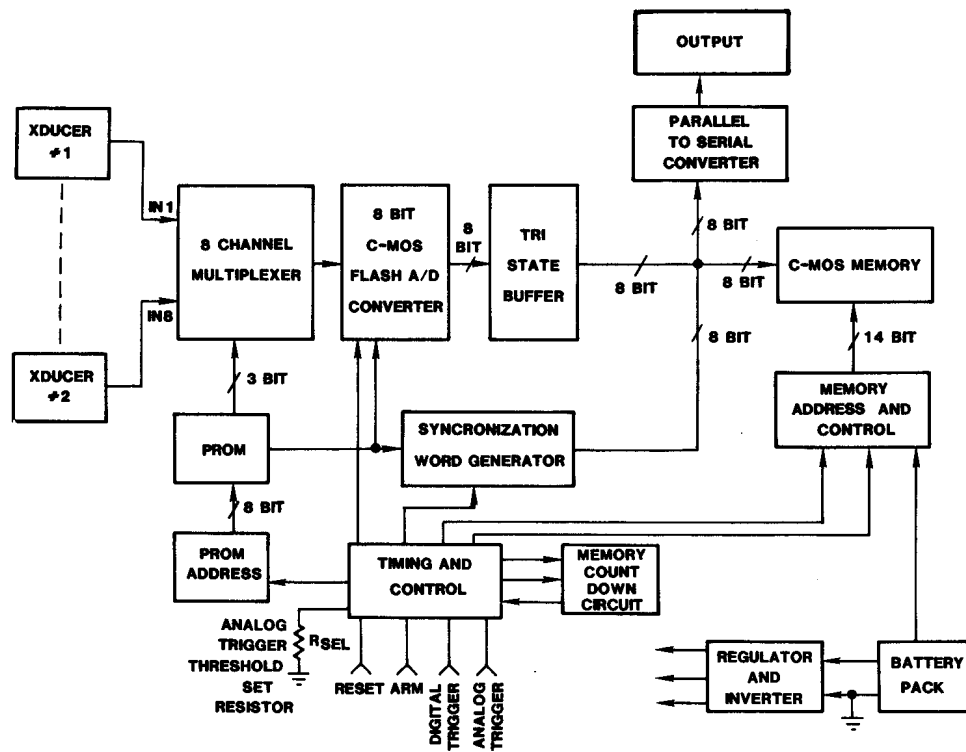 OUTPUT
PARALLEL
TO SERIAL
CONVERTER
XDUCER
#1
IN1
8 CHANNEL
MULTIPLEXER
8 BIT
C-MOS
FLASH A/D
CONVERTER
8
BIT
TRI
STATE
BUFFER
8 BIT
8 BIT
8 BIT
C-MOS MEMORY
IN8
XDUCER
#2
3 BIT
8 BIT
14 BIT
MEMORY
ADDRESS AND
CONTROL
PROM
SYNCRONIZATION
WORD GENERATOR
8 BIT
PROM
ADDRESS
TIMING AND
CONTROL
MEMORY
COUNT
DOWN
CIRCUIT
ANALOG
TRIGGER
THRESHOLD
SET
RESISTOR
RSEL
RESET
ARM
DIGITAL
TRIGGER
ANALOG
TRIGGER
REGULATOR
AND
INVERTER
BATTERY
PACK